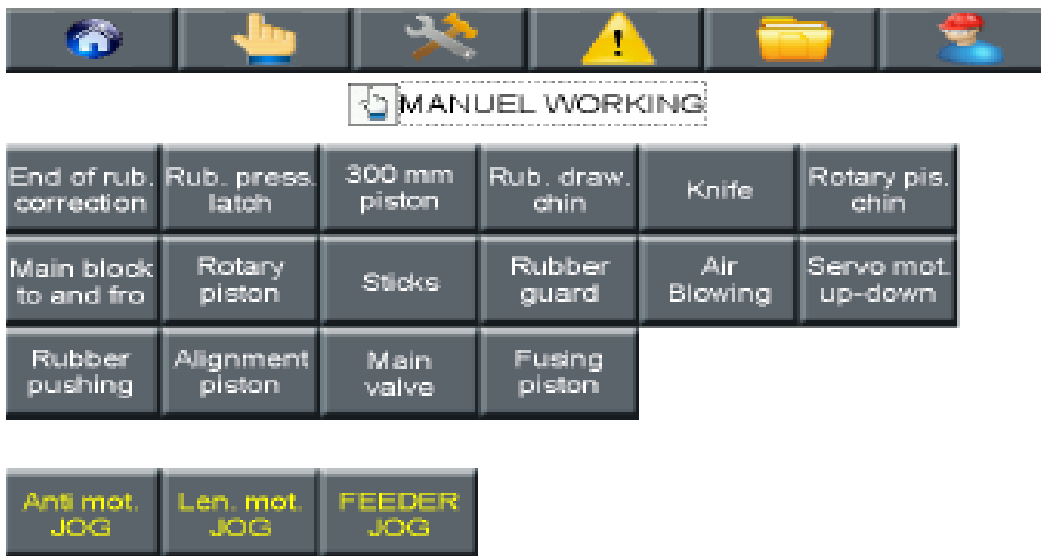 MANUEL WORKING
End of rub.
correction
Rub. press.
latch
300 mm
piston
Rub. draw.
chin
Knife
Rotary pis.
chin
Main block
to and fro
Rotary
piston
Sticks
Rubber
guard
Air
Blowing
Servo mot.
up-down
Rubber
pushing
Alignment
piston
Main
valve
Fusing
piston
Anti mot.
JOG
Len. mot.
JOG
FEEDER
JOG